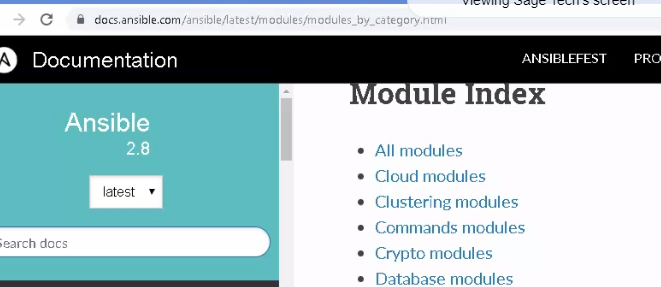 Viewing Sage Tech's screen
docs.ansible.com/ansible/latest/modules/modules_by_category.html
A Documentation
ANSIBLEFEST PRO
Module Index
Ansible
2.8
latest
Search docs
All modules
Cloud modules
Clustering modules
Commands modules
Crypto modules
Database modules